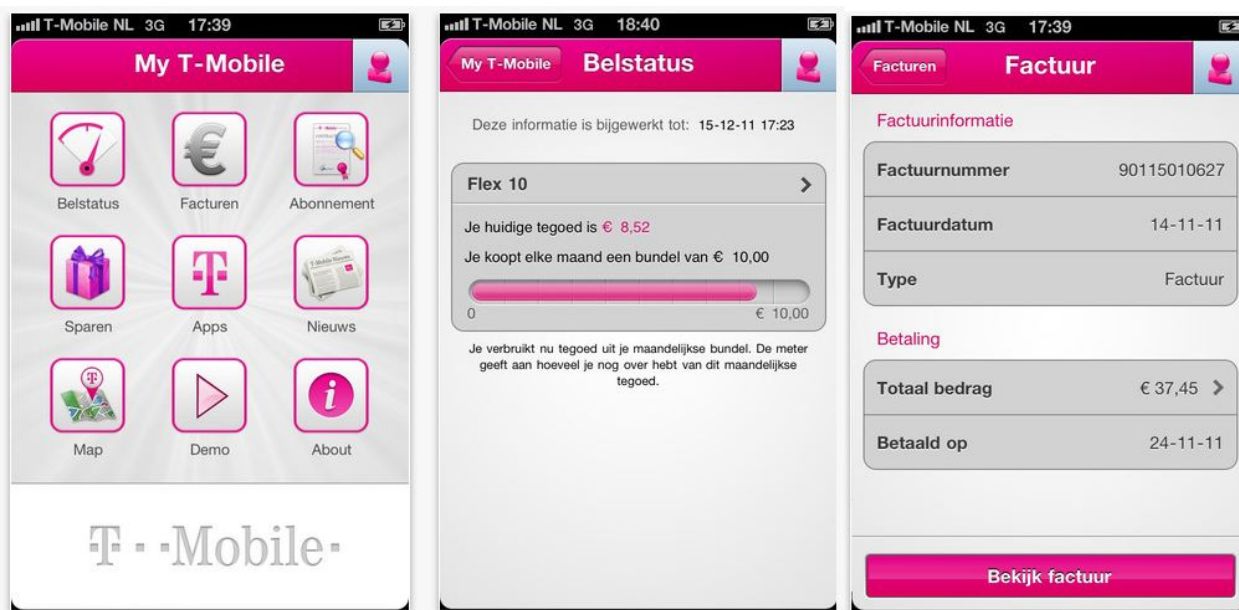 T-Mobile NL 3G 17:39
My T-Mobile
Belstatus Facturen Abonnement
Sparen Apps Nieuws
Map Demo About
T · ·Mobile·
T-Mobile NL 3G 18:40
My T-Mobile Belstatus
Deze informatie is bijgewerkt tot: 15-12-11 17:23
Flex 10
Je huidige tegoed is € 8,52
Je koopt elke maand een bundel van € 10,00
0 € 10,00
Je verbruikt nu tegoed uit je maandelijkse bundel. De meter
geeft aan hoeveel je nog over hebt van dit maandelijkse
tegoed.
T-Mobile NL 3G 17:39
Facturen Factuur
Factuurinformatie
Factuurnummer 90115010627
Factuurdatum 14-11-11
Type Factuur
Betaling
Totaal bedrag € 37,45
Betaald op 24-11-11
Bekijk factuur